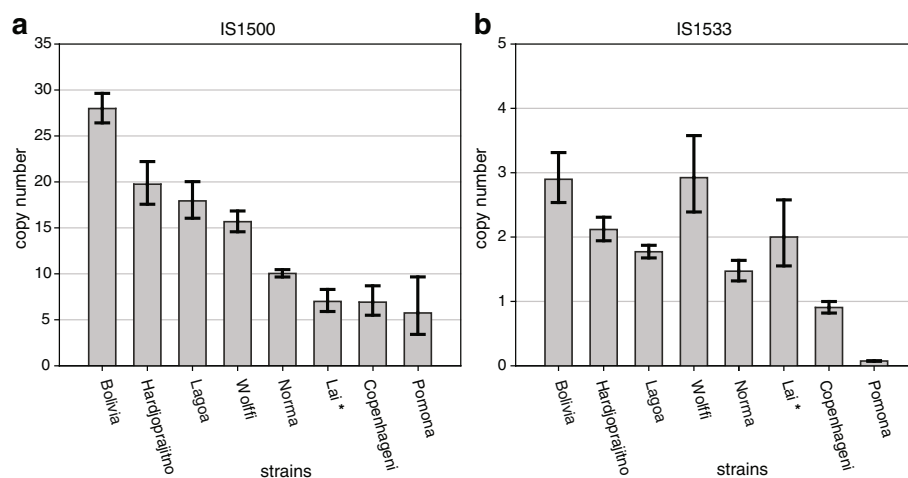 a
IS1500
35
30
25
20
15
10
5
0
copy number
Bolivia
Hardjoprajitno
Lagoa
Wolffi
Norma
Lai *
Copenhageni
Pomona
strains
b
IS1533
5
4
3
2
1
0
copy number
Bolivia
Hardjoprajitno
Lagoa
Wolffi
Norma
Lai *
Copenhageni
Pomona
strains